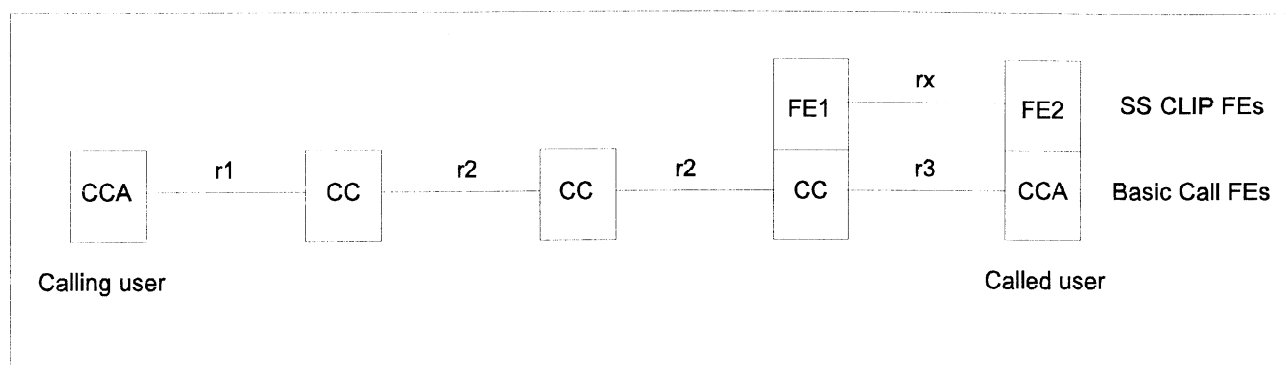 rx
FE1
FE2
SS CLIP FEs
r1
r2
r2
r3
CCA
CC
CC
CC
CCA
Basic Call FEs
Calling user
Called user